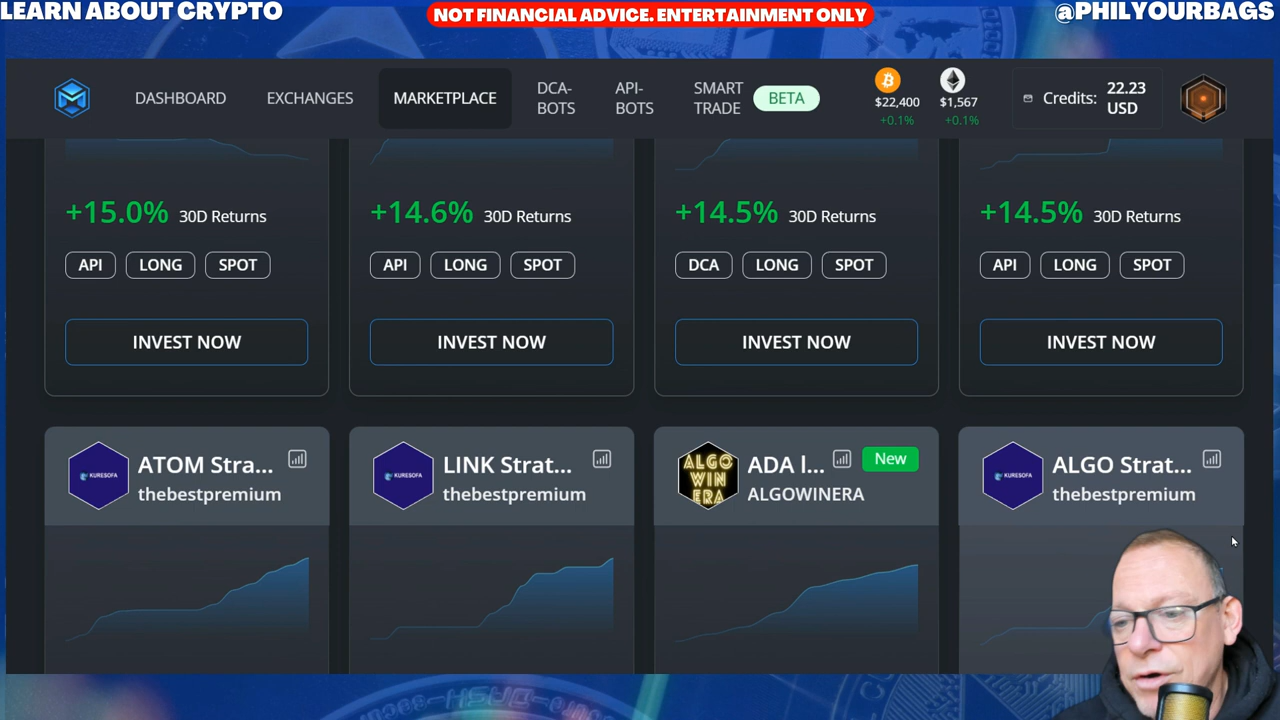 LEARN ABOUT CRYPTO
NOT FINANCIAL ADVICE. ENTERTAINMENT ONLY
@PHILYOURBAGS
DASHBOARD
EXCHANGES
MARKETPLACE
DCA-
BOTS
API-
BOTS
SMART
TRADE
BETA
$22,400
+0.1%
$1,567
+0.1%
Credits:
22.23
USD
+15.0% 30D Returns
+14.6% 30D Returns
+14.5% 30D Returns
+14.5% 30D Returns
API LONG SPOT
API LONG SPOT
DCA LONG SPOT
API LONG SPOT
INVEST NOW
INVEST NOW
INVEST NOW
INVEST NOW
KURESOFA
ATOM Stra...
thebestpremium
KURESOFA
LINK Strat...
thebestpremium
ALGO
WIN
ERA
ADA l...
New
ALGOWINERA
KURESOFA
ALGO Strat...
thebestpremium